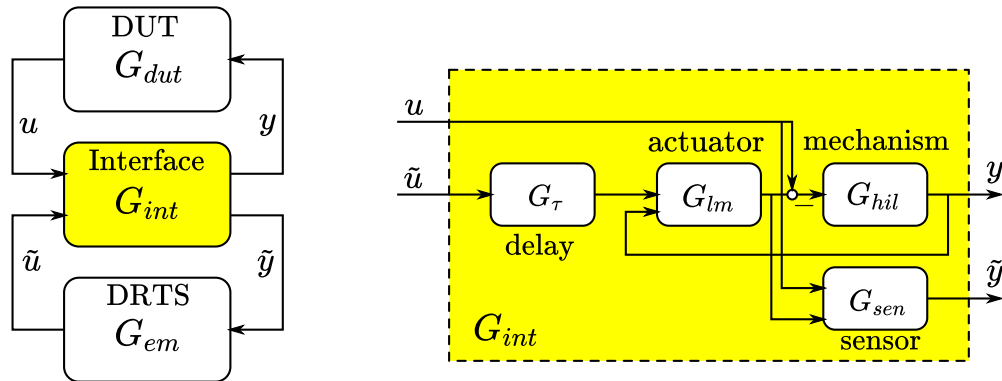 DUT
G_dut
u
y
Interface
G_int
ũ
ỹ
DRTS
G_em
u
actuator
mechanism
ũ
G_τ
G_lm
−
G_hil
y
delay
G_sen
ỹ
G_int
sensor